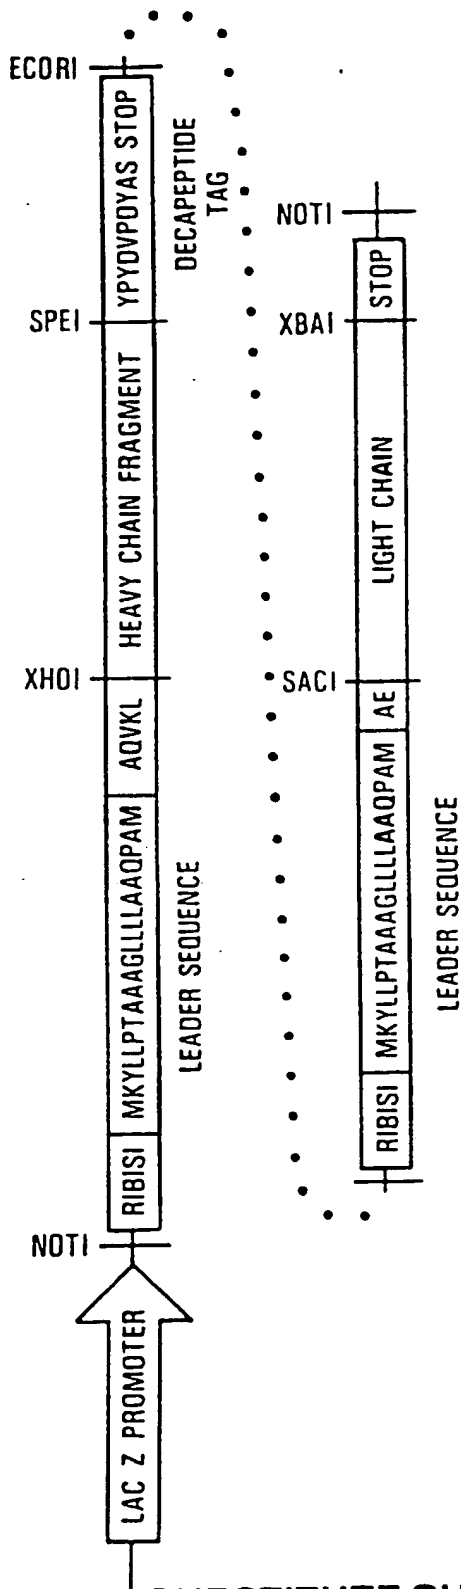 LAC Z PROMOTER
NOTI
RIBISI
MKYLLPTAAAGLLLLAAQPAM
LEADER SEQUENCE
AQVKL
XHOI
HEAVY CHAIN FRAGMENT
SPEI
YPYDVPDYAS STOP
DECAPEPTIDE
TAG
ECORI
RIBISI
MKYLLPTAAAGLLLLAAQPAM
LEADER SEQUENCE
AE
SACI
LIGHT CHAIN
XBAI
STOP
NOTI